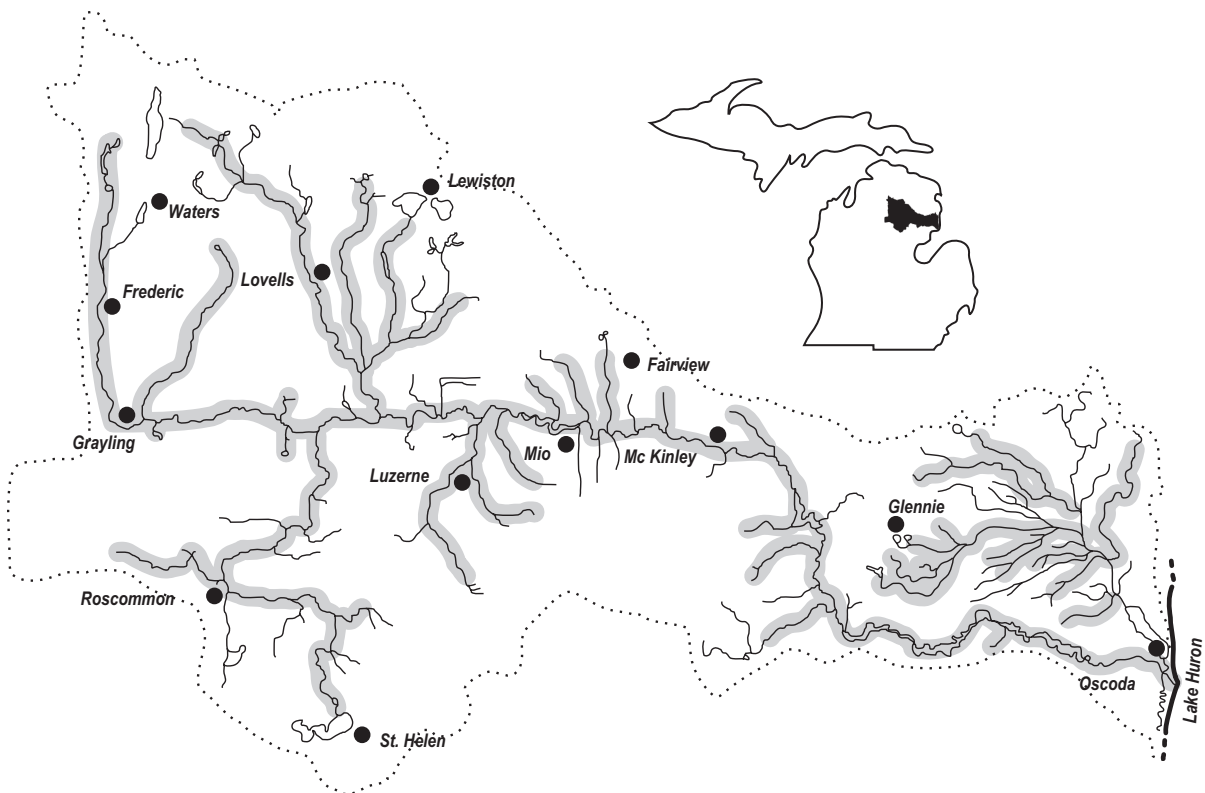 Lewiston
Waters
Lovells
Frederic
Fairview
Grayling
Mio
Mc Kinley
Luzerne
Glennie
Roscommon
Oscoda
Lake Huron
St. Helen